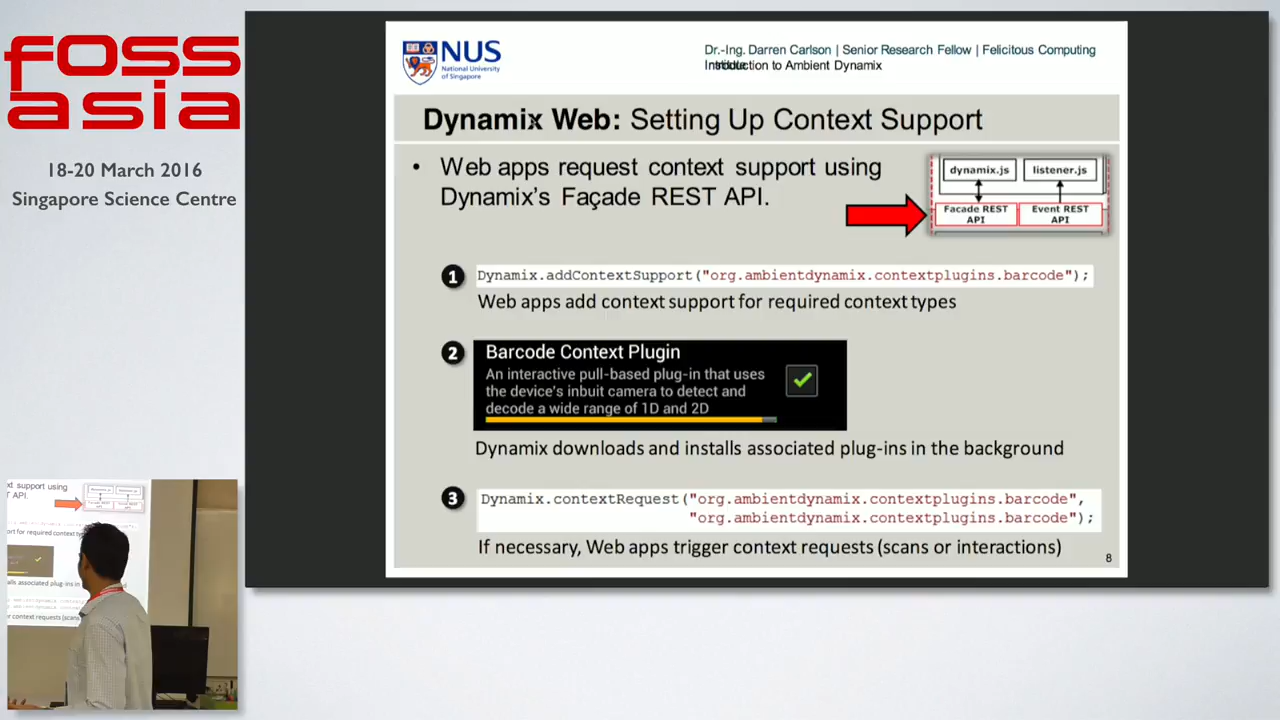 FOSS
asia
18-20 March 2016
Singapore Science Centre
NUS
National University
of Singapore
Dr.-Ing. Darren Carlson | Senior Research Fellow | Felicitous Computing
Introduction to Ambient Dynamix
Dynamix Web: Setting Up Context Support
• Web apps request context support using
Dynamix's Façade REST API.
dynamix.js listener.js
Facade REST API Event REST API
1 Dynamix.addContextSupport("org.ambientdynamix.contextplugins.barcode");
Web apps add context support for required context types
2 Barcode Context Plugin
An interactive pull-based plug-in that uses
the device's inbuit camera to detect and
decode a wide range of 1D and 2D
Dynamix downloads and installs associated plug-ins in the background
3 Dynamix.contextRequest("org.ambientdynamix.contextplugins.barcode",
"org.ambientdynamix.contextplugins.barcode");
If necessary, Web apps trigger context requests (scans or interactions)
8